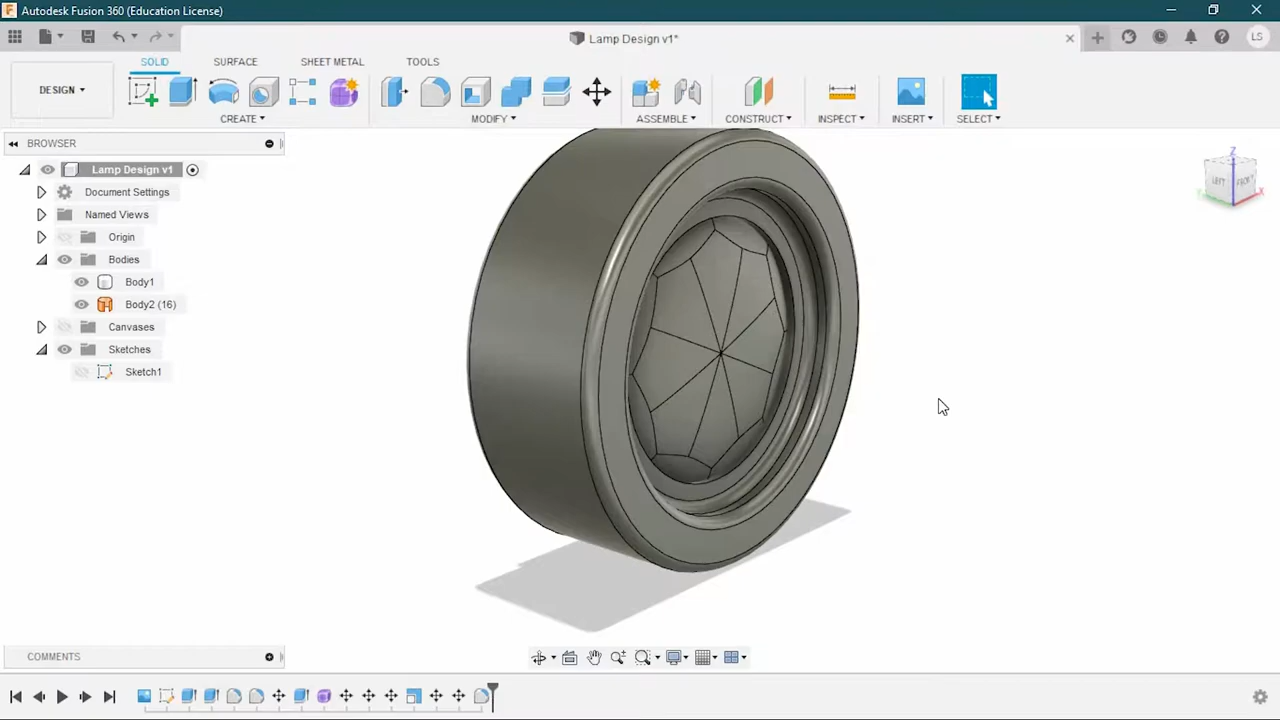 Autodesk Fusion 360 (Education License)
Lamp Design v1*
LS
SOLID SURFACE SHEET METAL TOOLS
DESIGN
CREATE MODIFY ASSEMBLE CONSTRUCT INSPECT INSERT SELECT
BROWSER
Lamp Design v1
Document Settings
Named Views
Origin
Bodies
Body1
Body2 (16)
Canvases
Sketches
Sketch1
Z
LEFT FRONT
X
COMMENTS